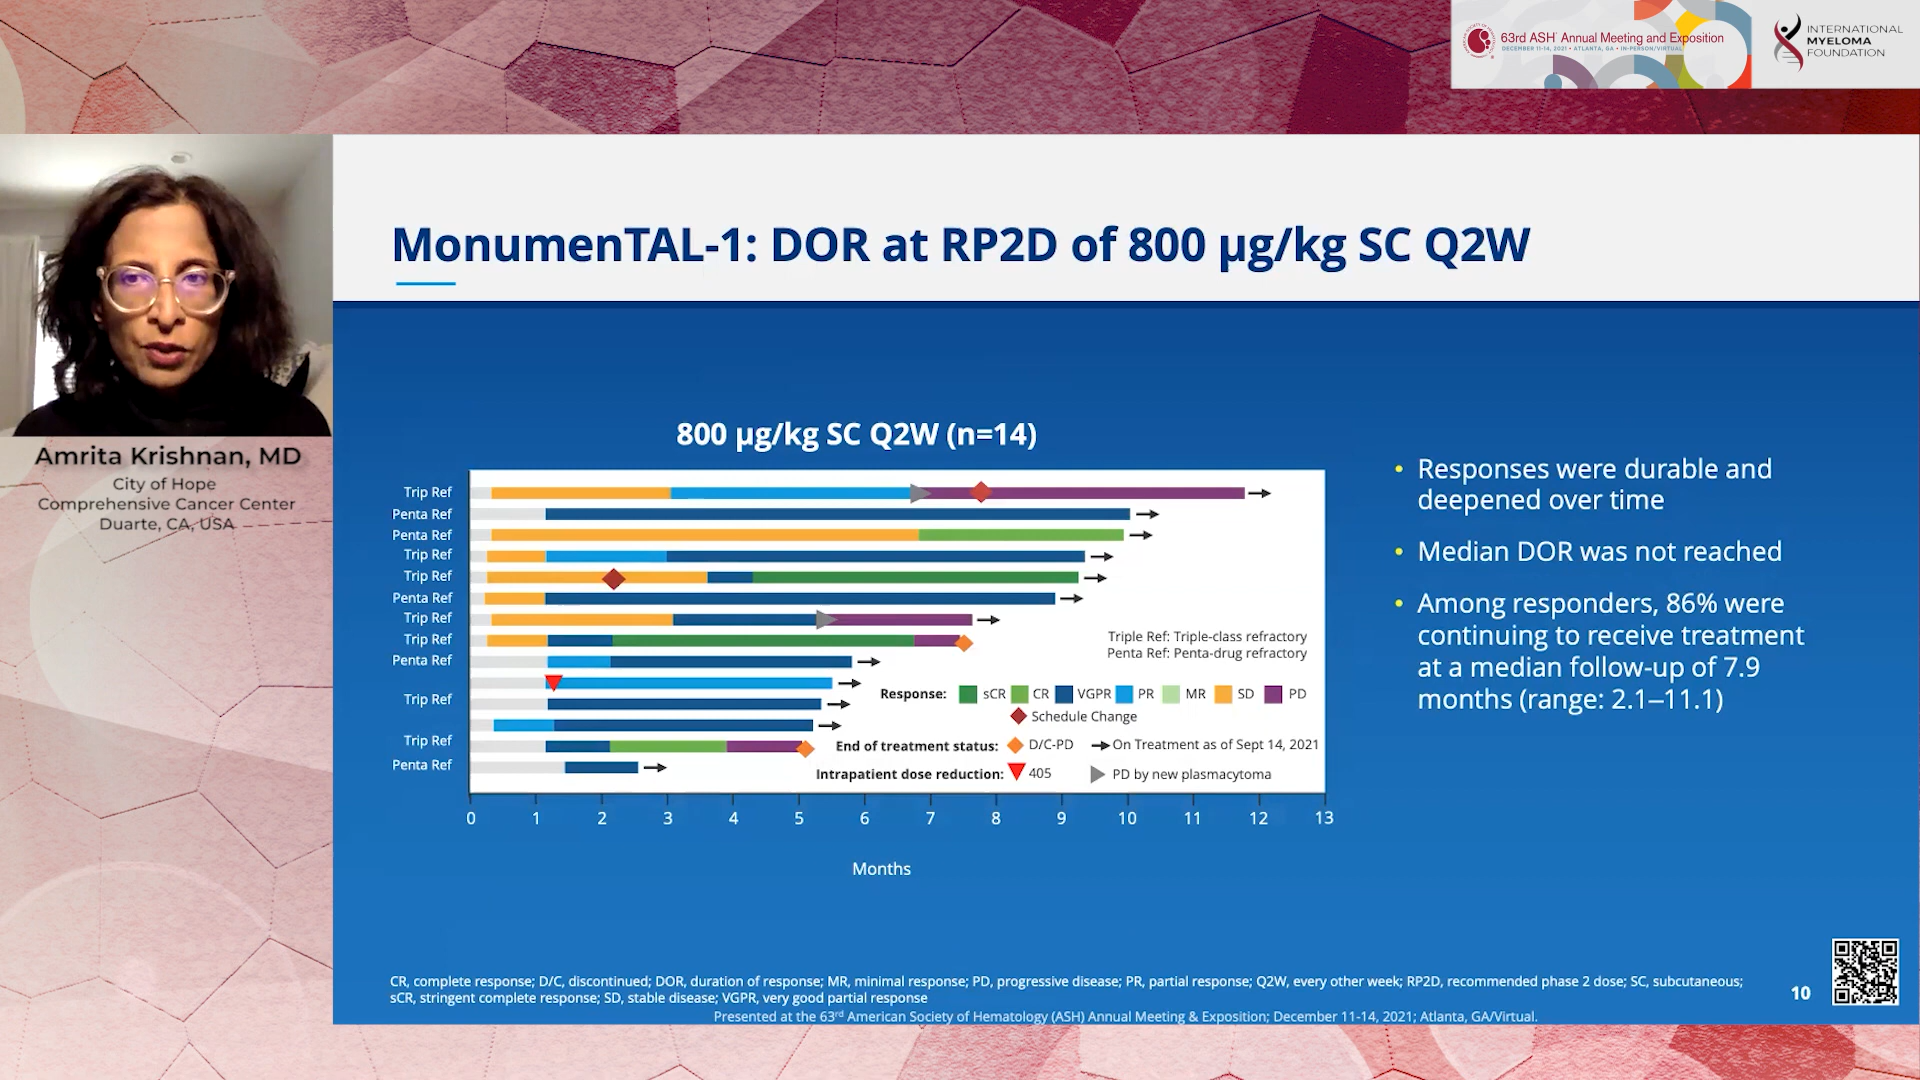 63rd ASH® Annual Meeting and Exposition
DECEMBER 11-14, 2021 • ATLANTA, GA • IN-PERSON/VIRTUAL
INTERNATIONAL
MYELOMA
FOUNDATION
Amrita Krishnan, MD
City of Hope
Comprehensive Cancer Center
Duarte, CA, USA
MonumenTAL-1: DOR at RP2D of 800 µg/kg SC Q2W
800 µg/kg SC Q2W (n=14)
Trip Ref
Penta Ref
Penta Ref
Trip Ref
Trip Ref
Penta Ref
Trip Ref
Trip Ref
Penta Ref
Trip Ref
Trip Ref
Penta Ref
Triple Ref: Triple-class refractory
Penta Ref: Penta-drug refractory
Response: sCR CR VGPR PR MR SD PD
Schedule Change
End of treatment status: D/C-PD On Treatment as of Sept 14, 2021
Intrapatient dose reduction: 405 PD by new plasmacytoma
0 1 2 3 4 5 6 7 8 9 10 11 12 13
Months
• Responses were durable and
deepened over time
• Median DOR was not reached
• Among responders, 86% were
continuing to receive treatment
at a median follow-up of 7.9
months (range: 2.1–11.1)
CR, complete response; D/C, discontinued; DOR, duration of response; MR, minimal response; PD, progressive disease; PR, partial response; Q2W, every other week; RP2D, recommended phase 2 dose; SC, subcutaneous;
sCR, stringent complete response; SD, stable disease; VGPR, very good partial response
10
Presented at the 63rd American Society of Hematology (ASH) Annual Meeting & Exposition; December 11-14, 2021; Atlanta, GA/Virtual.